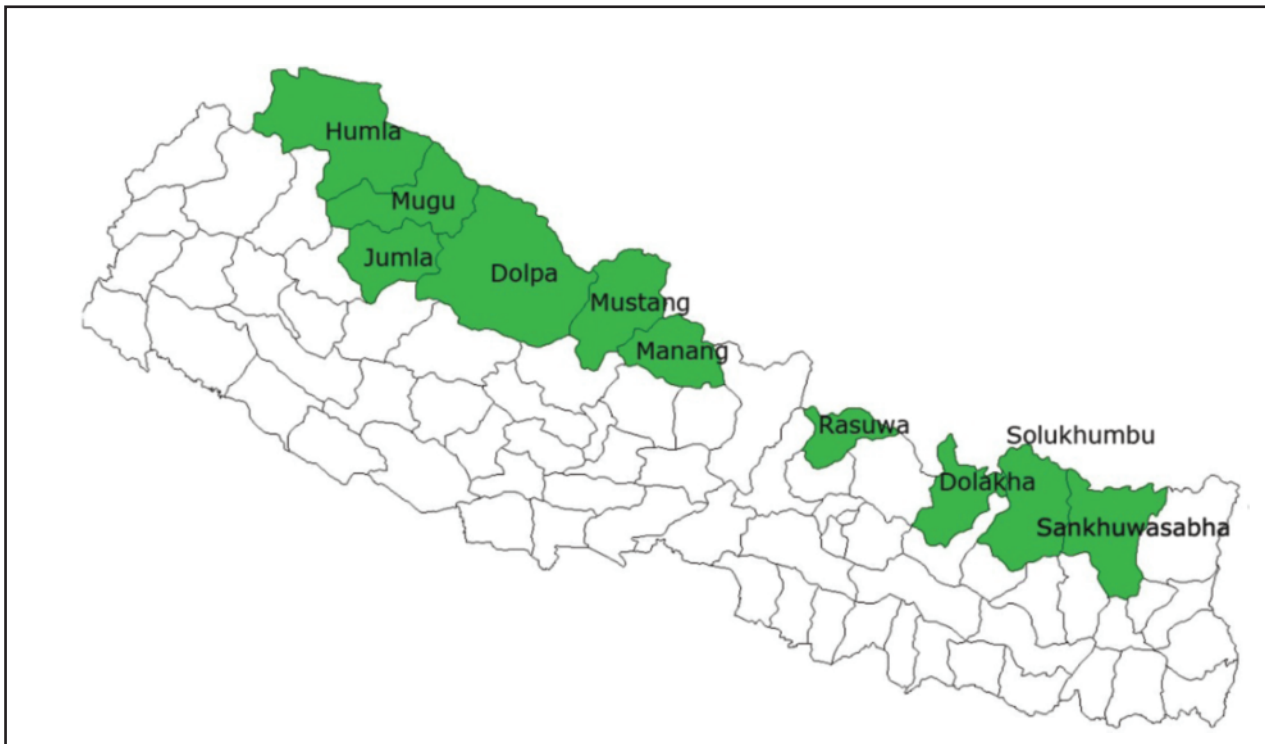 Humla
Mugu
Jumla
Dolpa
Mustang
Manang
Rasuwa
Solukhumbu
Dolakha
Sankhuwasabha